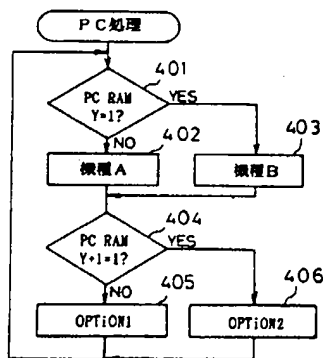 PC処理
401
PC RAM
Y=1?
YES
NO
402
403
機種A
機種B
404
PC RAM
Y+1=1?
YES
NO
405
406
OPTiON1
OPTiON2